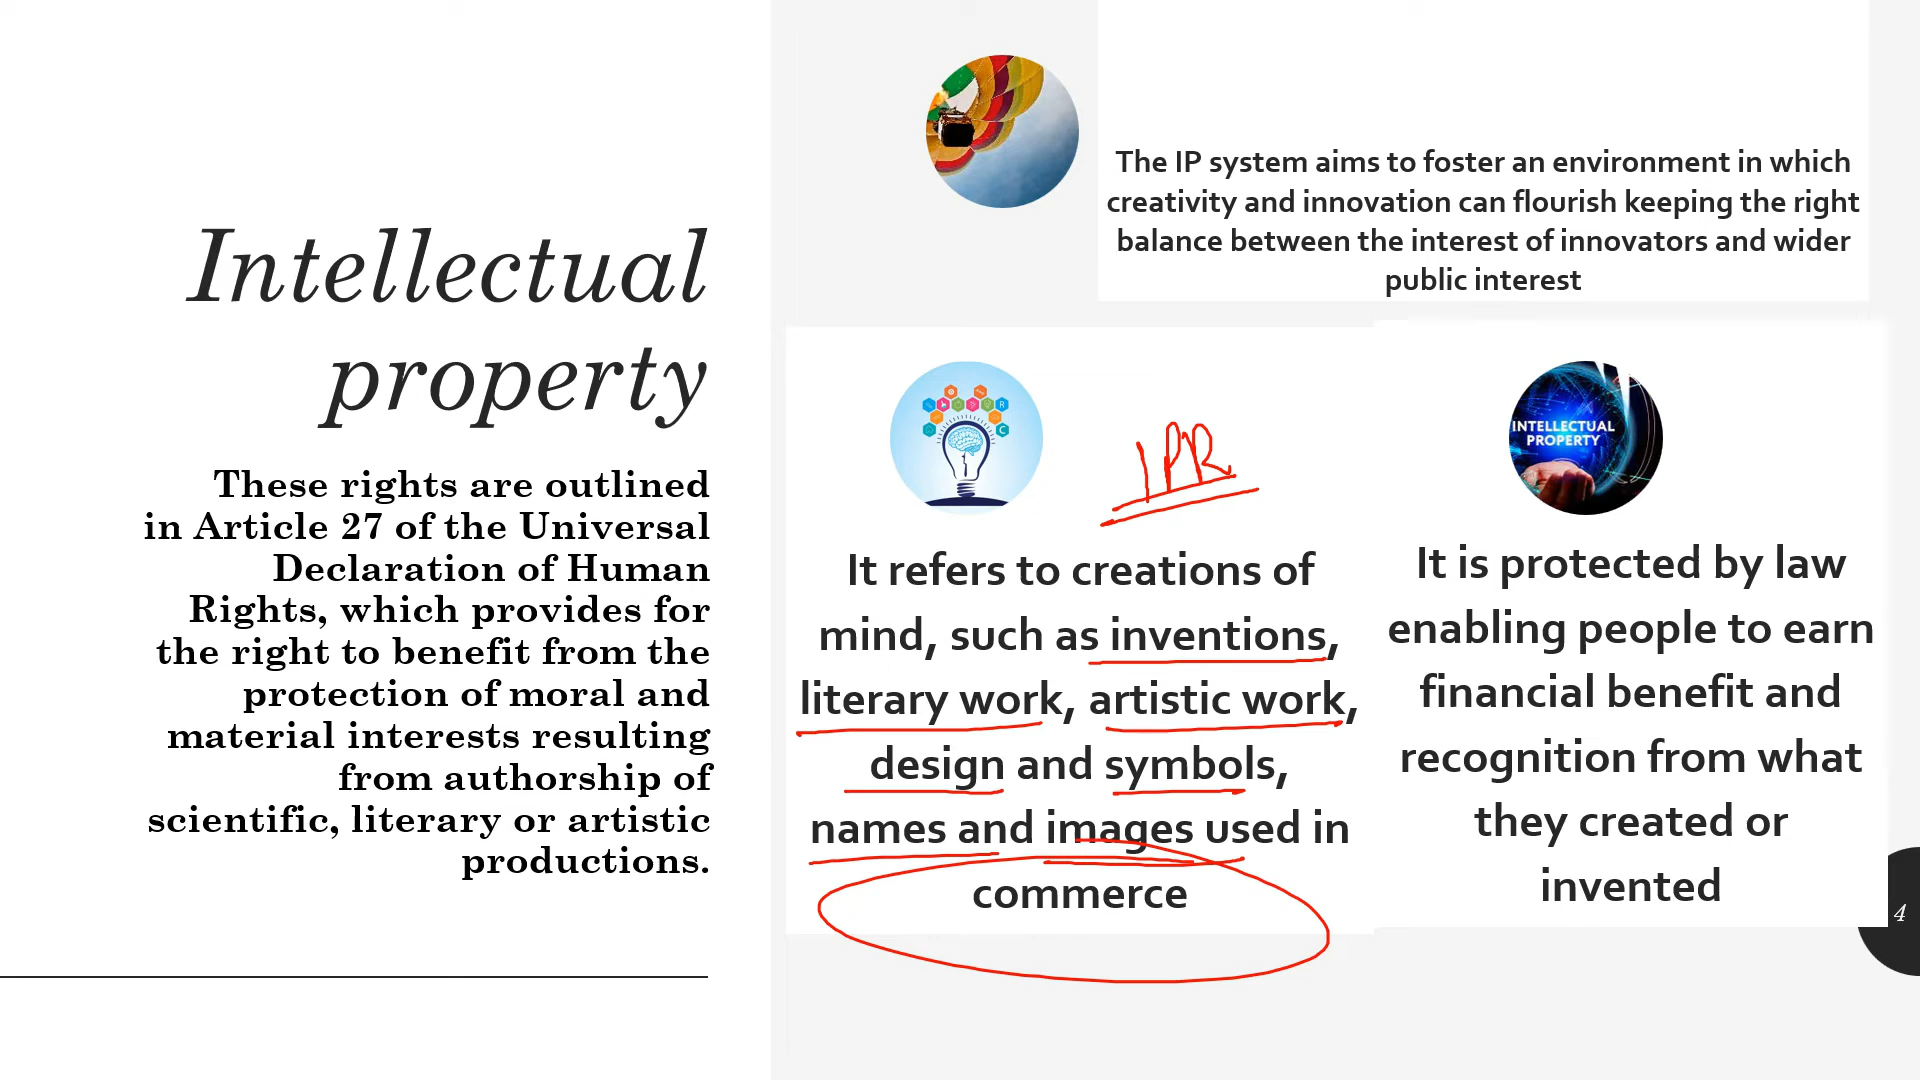 Intellectual
property
These rights are outlined
in Article 27 of the Universal
Declaration of Human
Rights, which provides for
the right to benefit from the
protection of moral and
material interests resulting
from authorship of
scientific, literary or artistic
productions.
The IP system aims to foster an environment in which
creativity and innovation can flourish keeping the right
balance between the interest of innovators and wider
public interest
IPR
It refers to creations of
mind, such as inventions,
literary work, artistic work,
design and symbols,
names and images used in
commerce
INTELLECTUAL
PROPERTY
It is protected by law
enabling people to earn
financial benefit and
recognition from what
they created or
invented
4